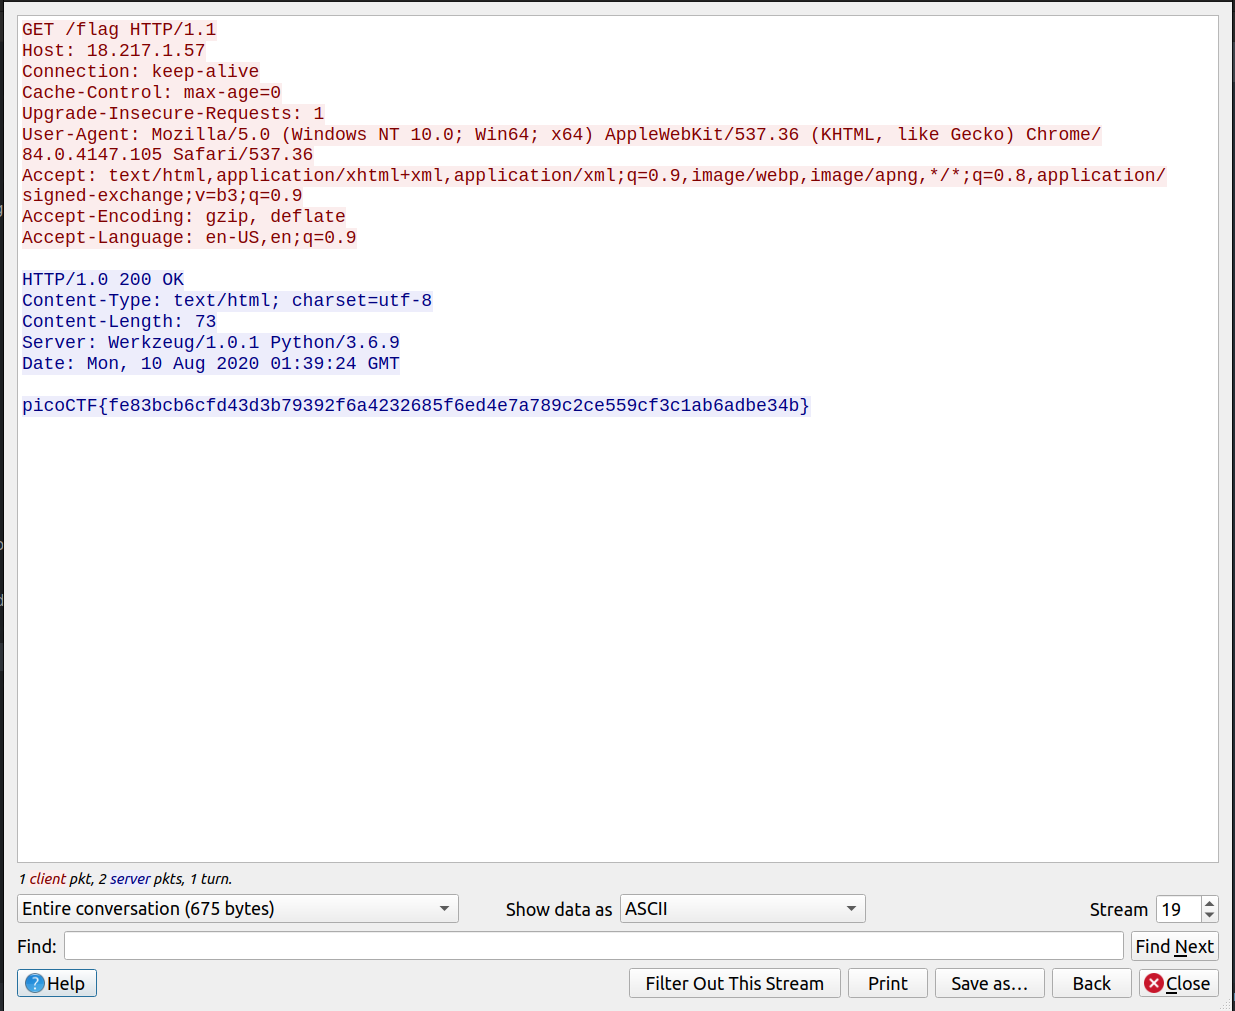 GET /flag HTTP/1.1
Host: 18.217.1.57
Connection: keep-alive
Cache-Control: max-age=0
Upgrade-Insecure-Requests: 1
User-Agent: Mozilla/5.0 (Windows NT 10.0; Win64; x64) AppleWebKit/537.36 (KHTML, like Gecko) Chrome/
84.0.4147.105 Safari/537.36
Accept: text/html,application/xhtml+xml,application/xml;q=0.9,image/webp,image/apng,*/*;q=0.8,application/
signed-exchange;v=b3;q=0.9
Accept-Encoding: gzip, deflate
Accept-Language: en-US,en;q=0.9
HTTP/1.0 200 OK
Content-Type: text/html; charset=utf-8
Content-Length: 73
Server: Werkzeug/1.0.1 Python/3.6.9
Date: Mon, 10 Aug 2020 01:39:24 GMT
picoCTF{fe83bcb6cfd43d3b79392f6a4232685f6ed4e7a789c2ce559cf3c1ab6adbe34b}
1 client pkt, 2 server pkts, 1 turn.
Entire conversation (675 bytes) Show data as ASCII Stream 19
Find: Find Next
? Help Filter Out This Stream Print Save as… Back Close